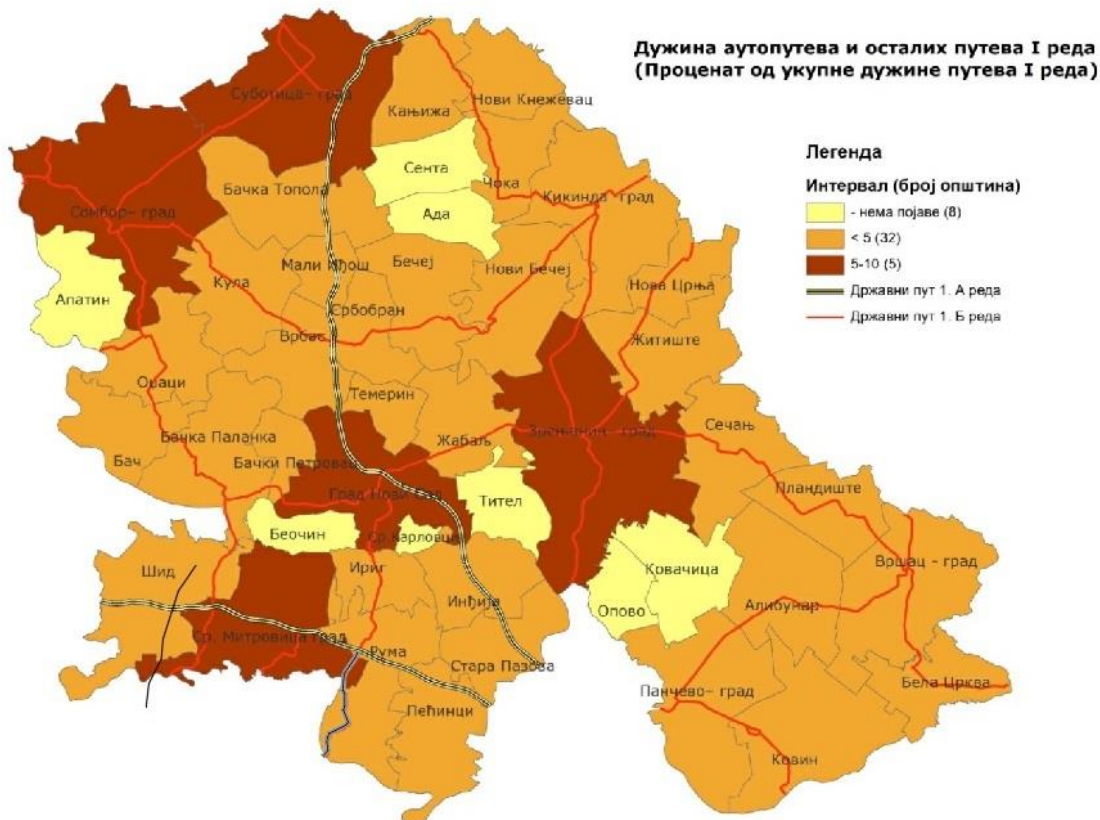 Дужина аутопутева и осталих путева I реда
(Проценат од укупне дужине путева I реда)
Легенда
Интервал (број општина)
- нема појаве (8)
< 5 (32)
5-10 (5)
Државни пут 1. А реда
Државни пут 1. Б реда
Суботица- град
Кањижа
Нови Кнежевац
Сента
Чока
Бачка Топола
Кикинда -град
Ада
Сомбор- град
Мали Иђош
Бечеј
Нови Бечеј
Кула
Нова Црња
Апатин
Србобран
Врбас
Житиште
Оџаци
Темерин
Сечањ
Бачка Паланка
Жабаљ
Зрењанин- град
Бач
Бачки Петровац
Пландиште
Град Нови Сад
Тител
Беочин
Ср.Карловци
Вршац - град
Шид
Ириг
Ковачица
Инђија
Опово
Алибунар
Ср. Митровица град
Рума
Стара Пазова
Бела Црква
Панчево- град
Пећинци
Ковин